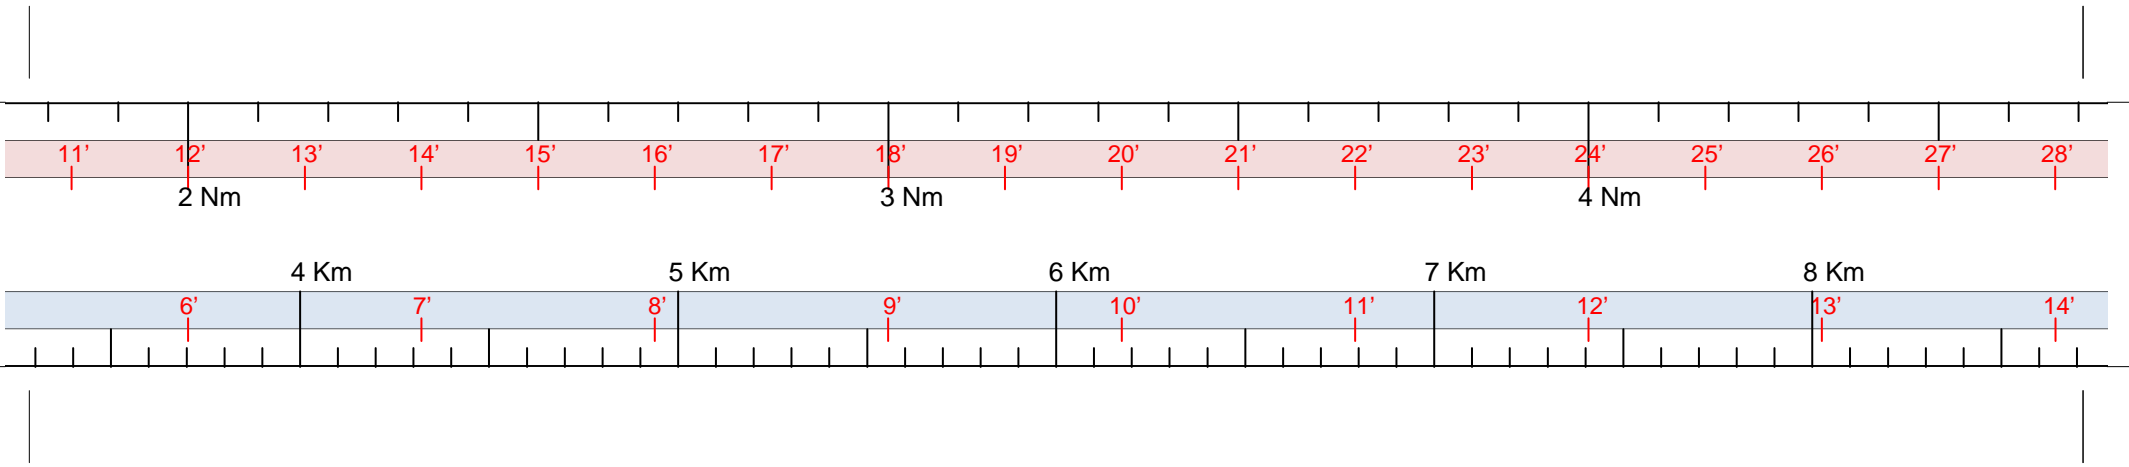 11’ 12’ 13’ 14’ 15’ 16’ 17’ 18’ 19’ 20’ 21’ 22’ 23’ 24’ 25’ 26’ 27’ 28’
2 Nm 3 Nm 4 Nm
4 Km 5 Km 6 Km 7 Km 8 Km
6’ 7’ 8’ 9’ 10’ 11’ 12’ 13’ 14’